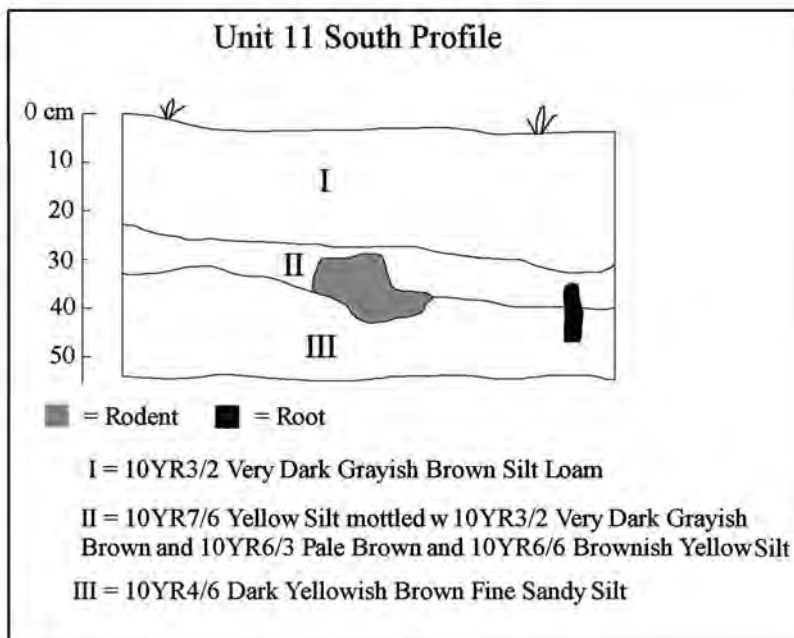 Unit 11 South Profile
0 cm
10
20
30
40
50
I
II
III
= Rodent = Root
I = 10YR3/2 Very Dark Grayish Brown Silt Loam
II = 10YR7/6 Yellow Silt mottled w 10YR3/2 Very Dark Grayish
Brown and 10YR6/3 Pale Brown and 10YR6/6 Brownish Yellow Silt
III = 10YR4/6 Dark Yellowish Brown Fine Sandy Silt